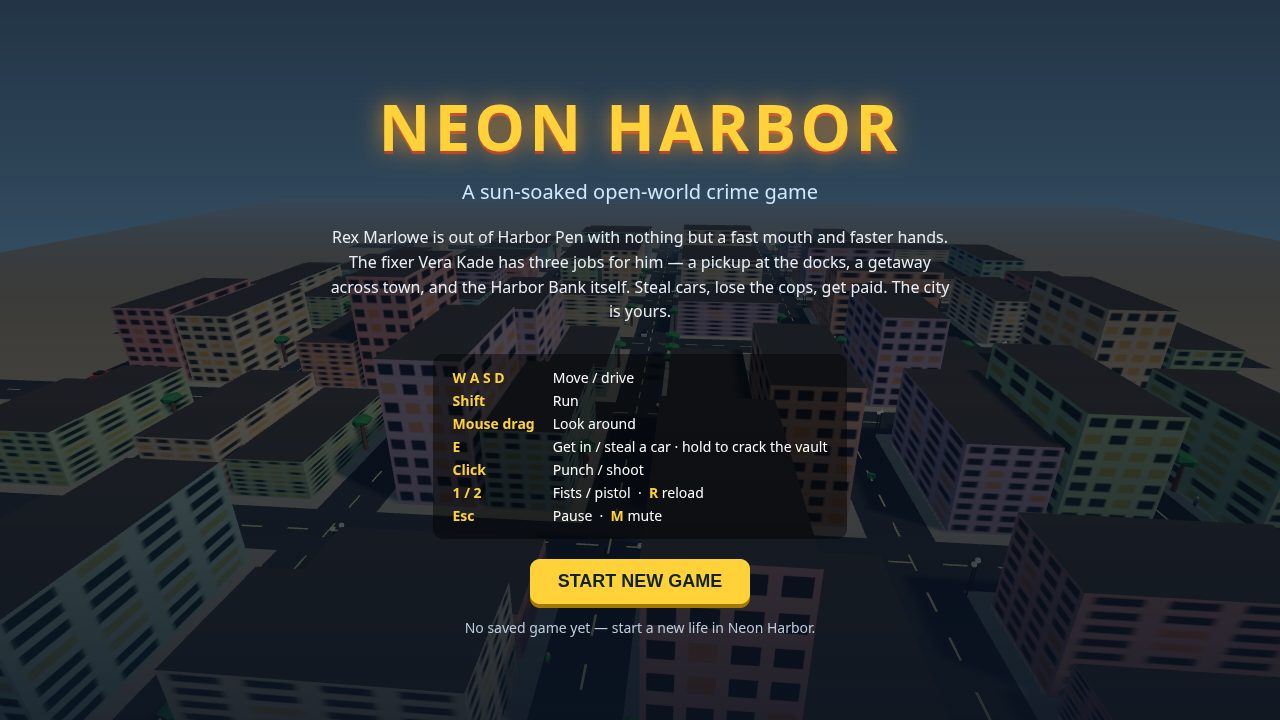 NEON HARBOR
A sun-soaked open-world crime game
Rex Marlowe is out of Harbor Pen with nothing but a fast mouth and faster hands.
The fixer Vera Kade has three jobs for him — a pickup at the docks, a getaway
across town, and the Harbor Bank itself. Steal cars, lose the cops, get paid. The city
is yours.
W A S D Move / drive
Shift Run
Mouse drag Look around
E Get in / steal a car · hold to crack the vault
Click Punch / shoot
1 / 2 Fists / pistol · R reload
Esc Pause · M mute
START NEW GAME
No saved game yet — start a new life in Neon Harbor.